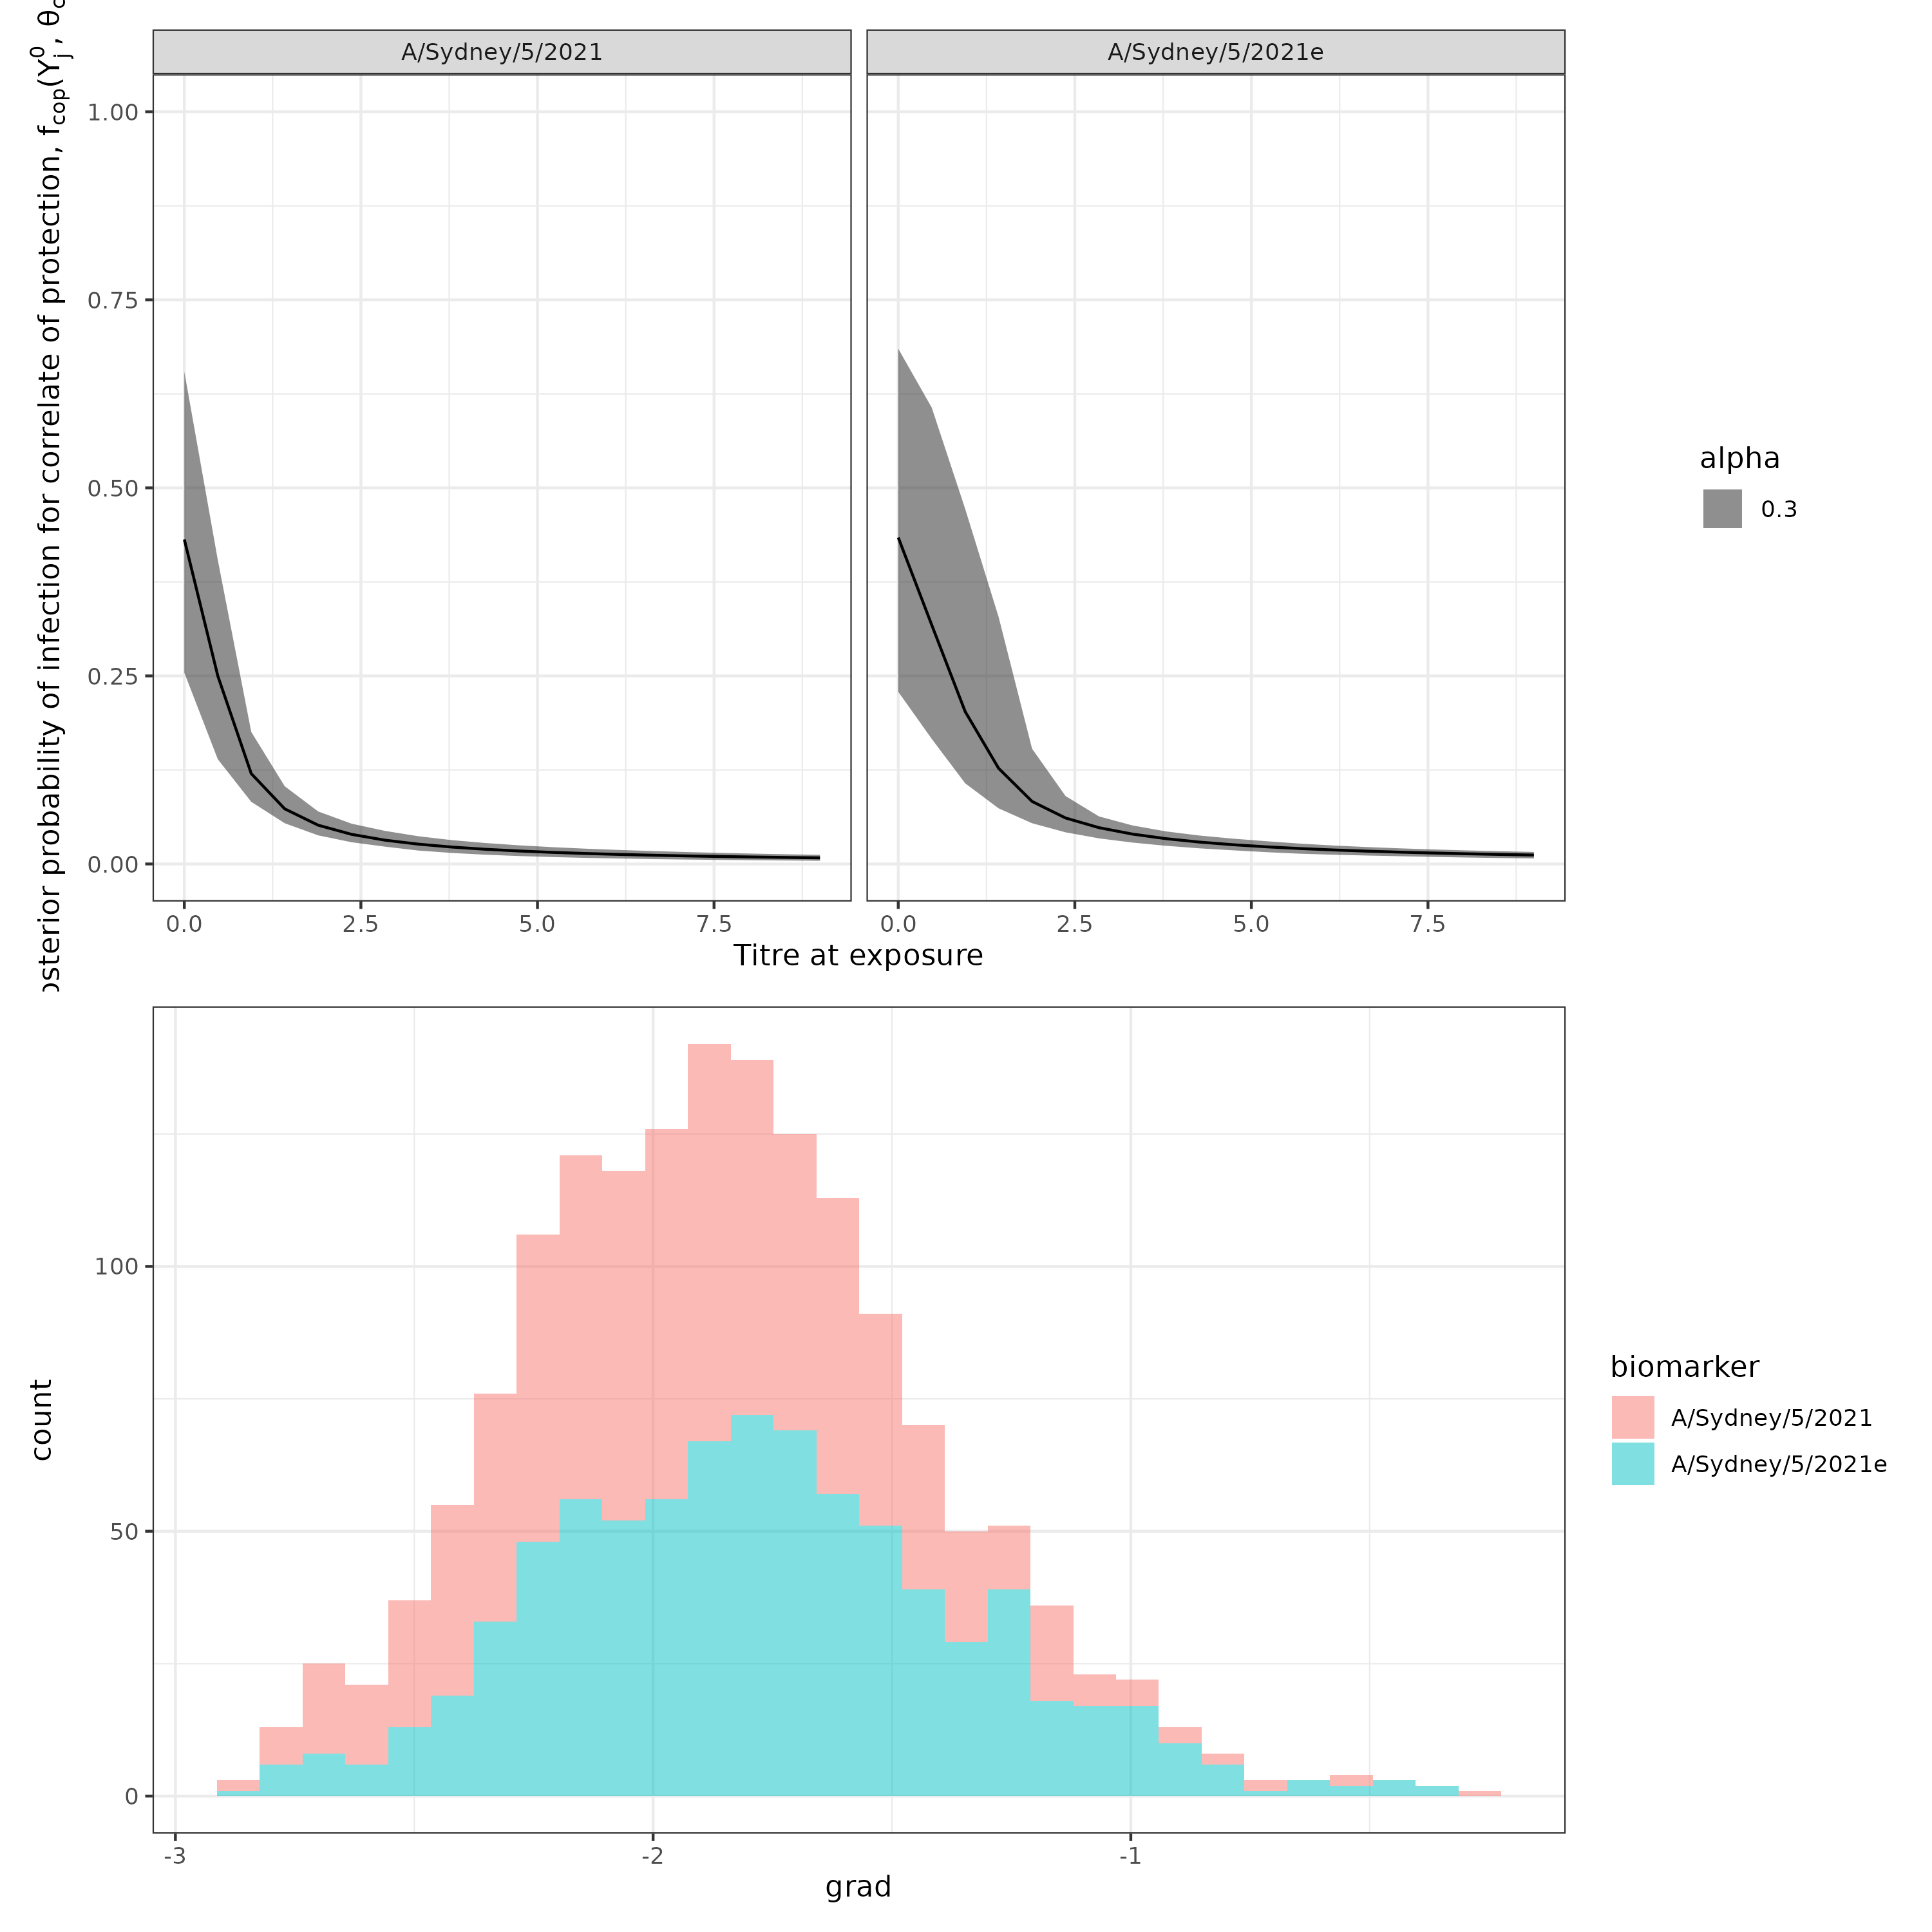 A/Sydney/5/2021
A/Sydney/5/2021e
probability of infection for correlate of protection, f_cop(Y_j^0,
1.00
0.75
0.50
0.25
0.00
0.0 2.5 5.0 7.5
0.0 2.5 5.0 7.5
Titre at exposure
alpha
0.3
count
100
50
0
-3 -2 -1
grad
biomarker
A/Sydney/5/2021
A/Sydney/5/2021e